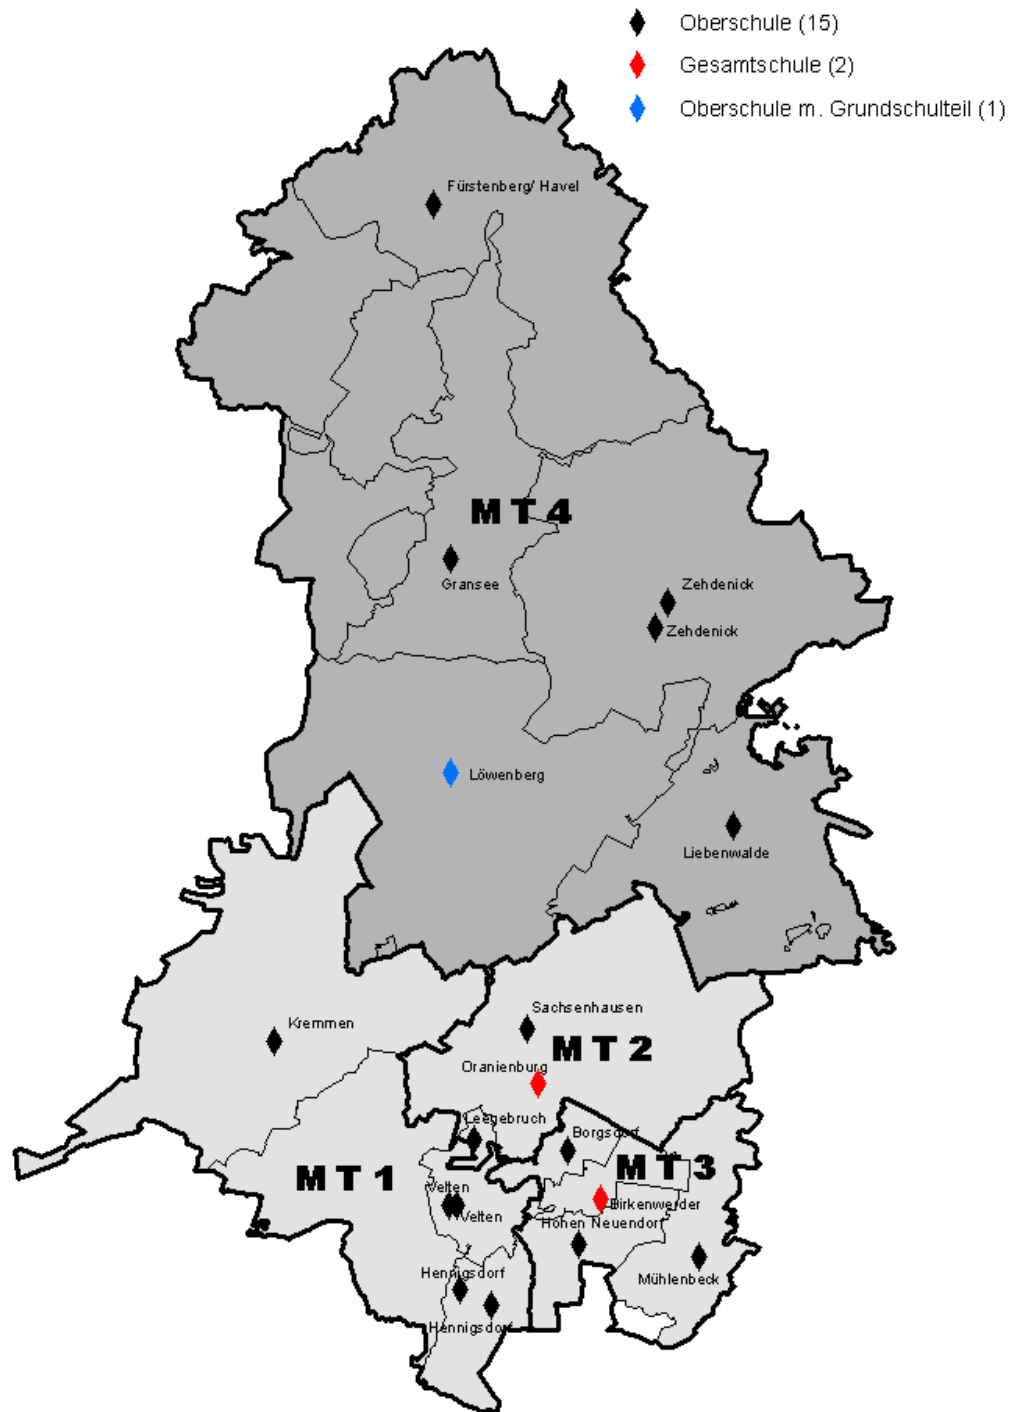 Oberschule (15)
Gesamtschule (2)
Oberschule m. Grundschulteil (1)
Fürstenberg/ Havel
MT4
Gransee
Zehdenick
Zehdenick
Löwenberg
Liebenwalde
Sachsenhausen
Kremmen
MT2
Oranienburg
Leegebruch
Borgsdorf
MT3
MT1
Velten
Velten
Birkenwerder
Hohen Neuendorf
Mühlenbeck
Hennigsdorf
Hennigsdorf